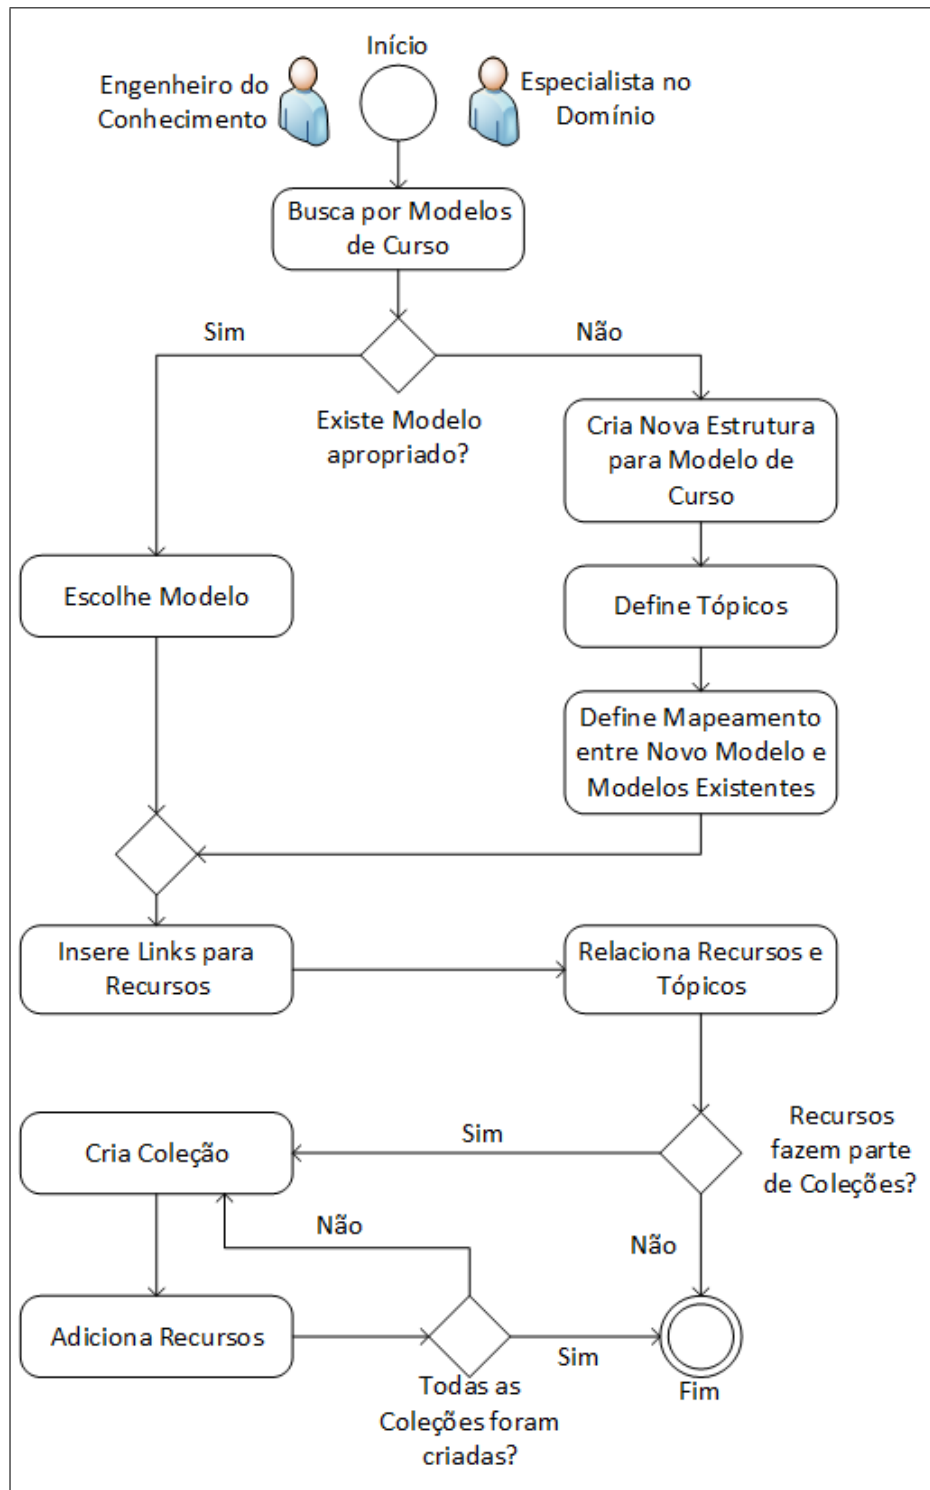 Início
Engenheiro do
Conhecimento
Especialista no
Domínio
Busca por Modelos
de Curso
Sim
Não
Existe Modelo
apropriado?
Cria Nova Estrutura
para Modelo de
Curso
Escolhe Modelo
Define Tópicos
Define Mapeamento
entre Novo Modelo e
Modelos Existentes
Insere Links para
Recursos
Relaciona Recursos e
Tópicos
Recursos
fazem parte
de Coleções?
Sim
Cria Coleção
Não
Não
Adiciona Recursos
Sim
Todas as
Coleções foram
criadas?
Fim